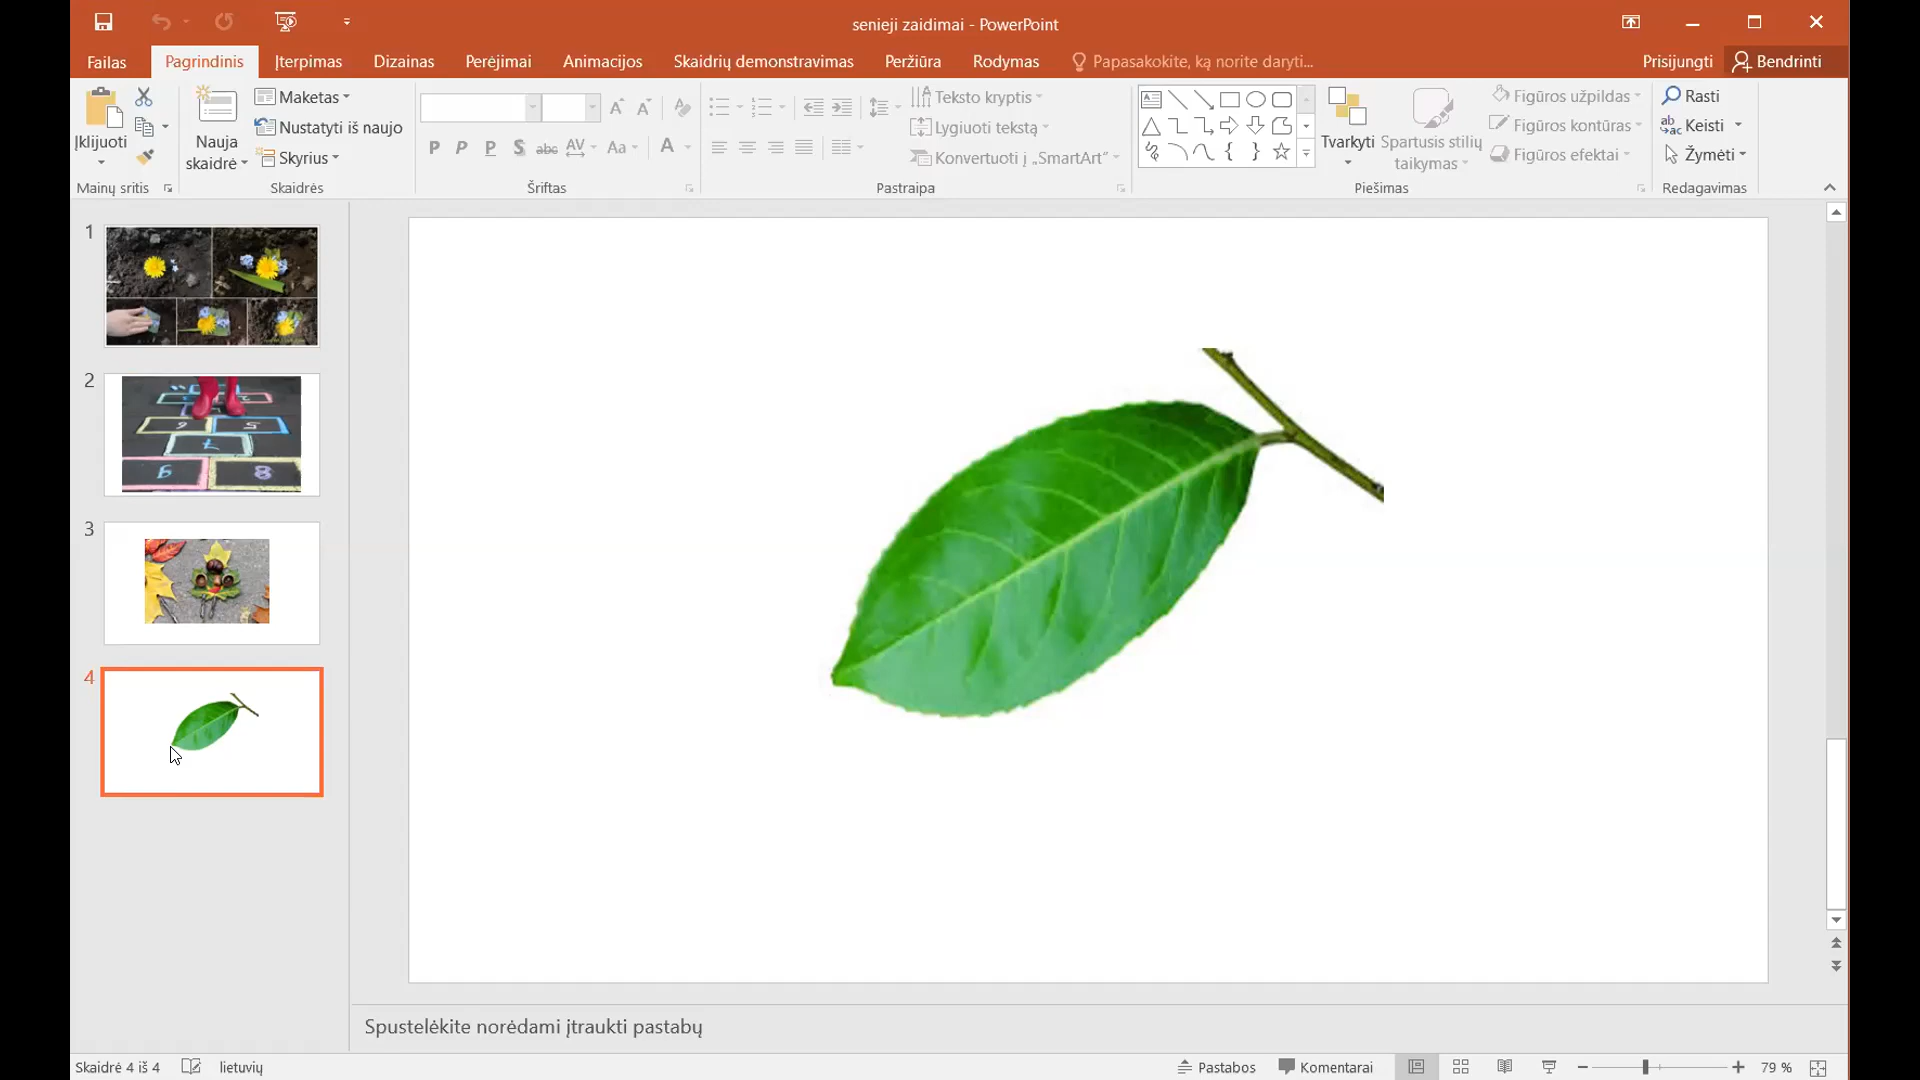 senieji zaidimai - PowerPoint
Failas Pagrindinis Įterpimas Dizainas Perėjimai Animacijos Skaidrių demonstravimas Peržiūra Rodymas Papasakokite, ką norite daryti... Prisijungti Bendrinti
Įklijuoti
Mainų sritis
Nauja skaidrė
Maketas
Nustatyti iš naujo
Skyrius
Skaidrės
P P P S abc AV Aa A
Šriftas
Teksto kryptis
Lygiuoti tekstą
Konvertuoti į „SmartArt“
Pastraipa
Tvarkyti
Spartusis stilių taikymas
Figūros užpildas
Figūros kontūras
Figūros efektai
Piešimas
Rasti
Keisti
Žymėti
Redagavimas
1
2
3
4
Spustelėkite norėdami įtraukti pastabų
Skaidrė 4 iš 4 lietuvių Pastabos Komentarai 79 %